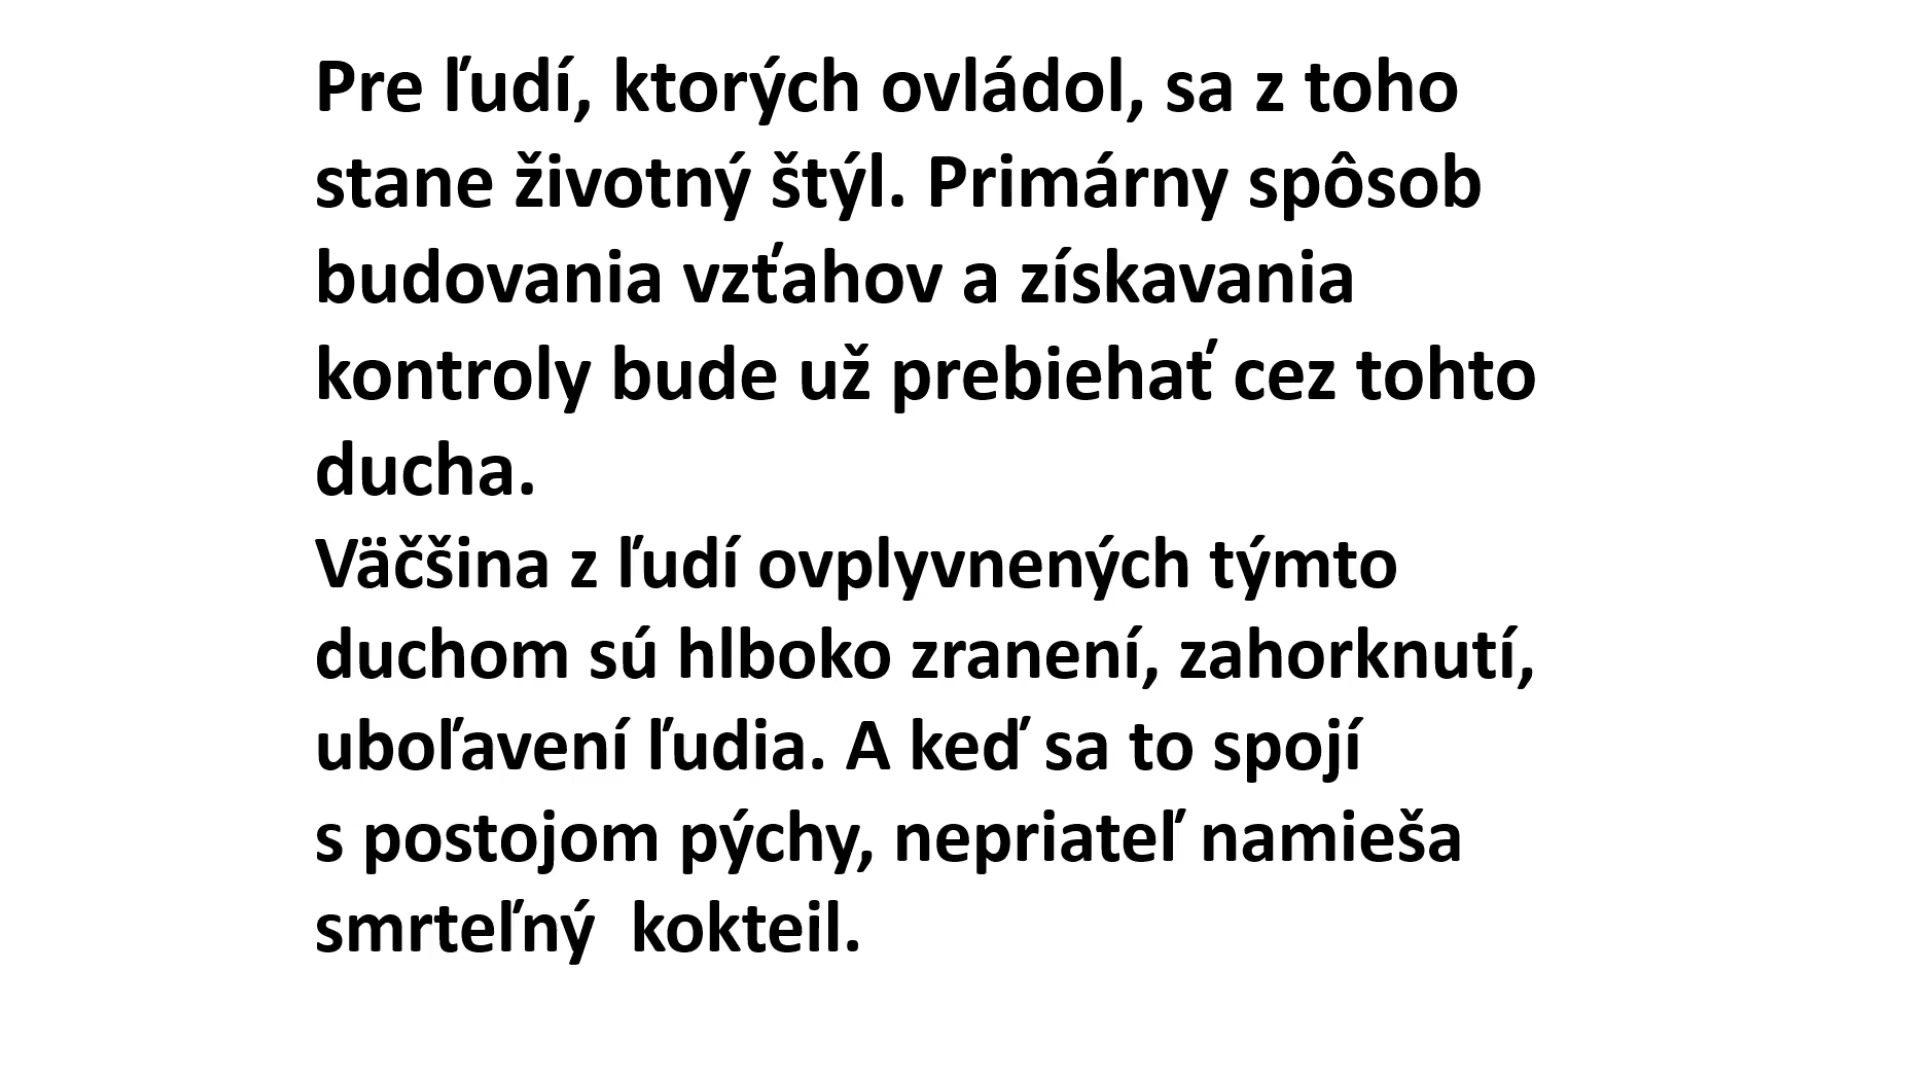 Pre ľudí, ktorých ovládol, sa z toho
stane životný štýl. Primárny spôsob
budovania vzťahov a získavania
kontroly bude už prebiehať cez tohto
ducha.
Väčšina z ľudí ovplyvnených týmto
duchom sú hlboko zranení, zahorknutí,
uboľavení ľudia. A keď sa to spojí
s postojom pýchy, nepriateľ namieša
smrteľný  kokteil.